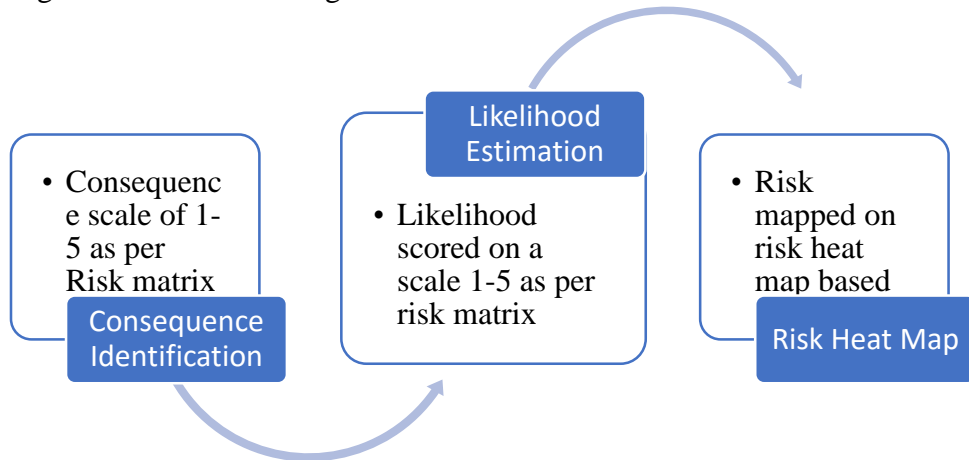 • Consequenc
e scale of 1-
5 as per
Risk matrix
Consequence
Identification
Likelihood
Estimation
• Likelihood
scored on a
scale 1-5 as per
risk matrix
• Risk
mapped on
risk heat
map based
Risk Heat Map